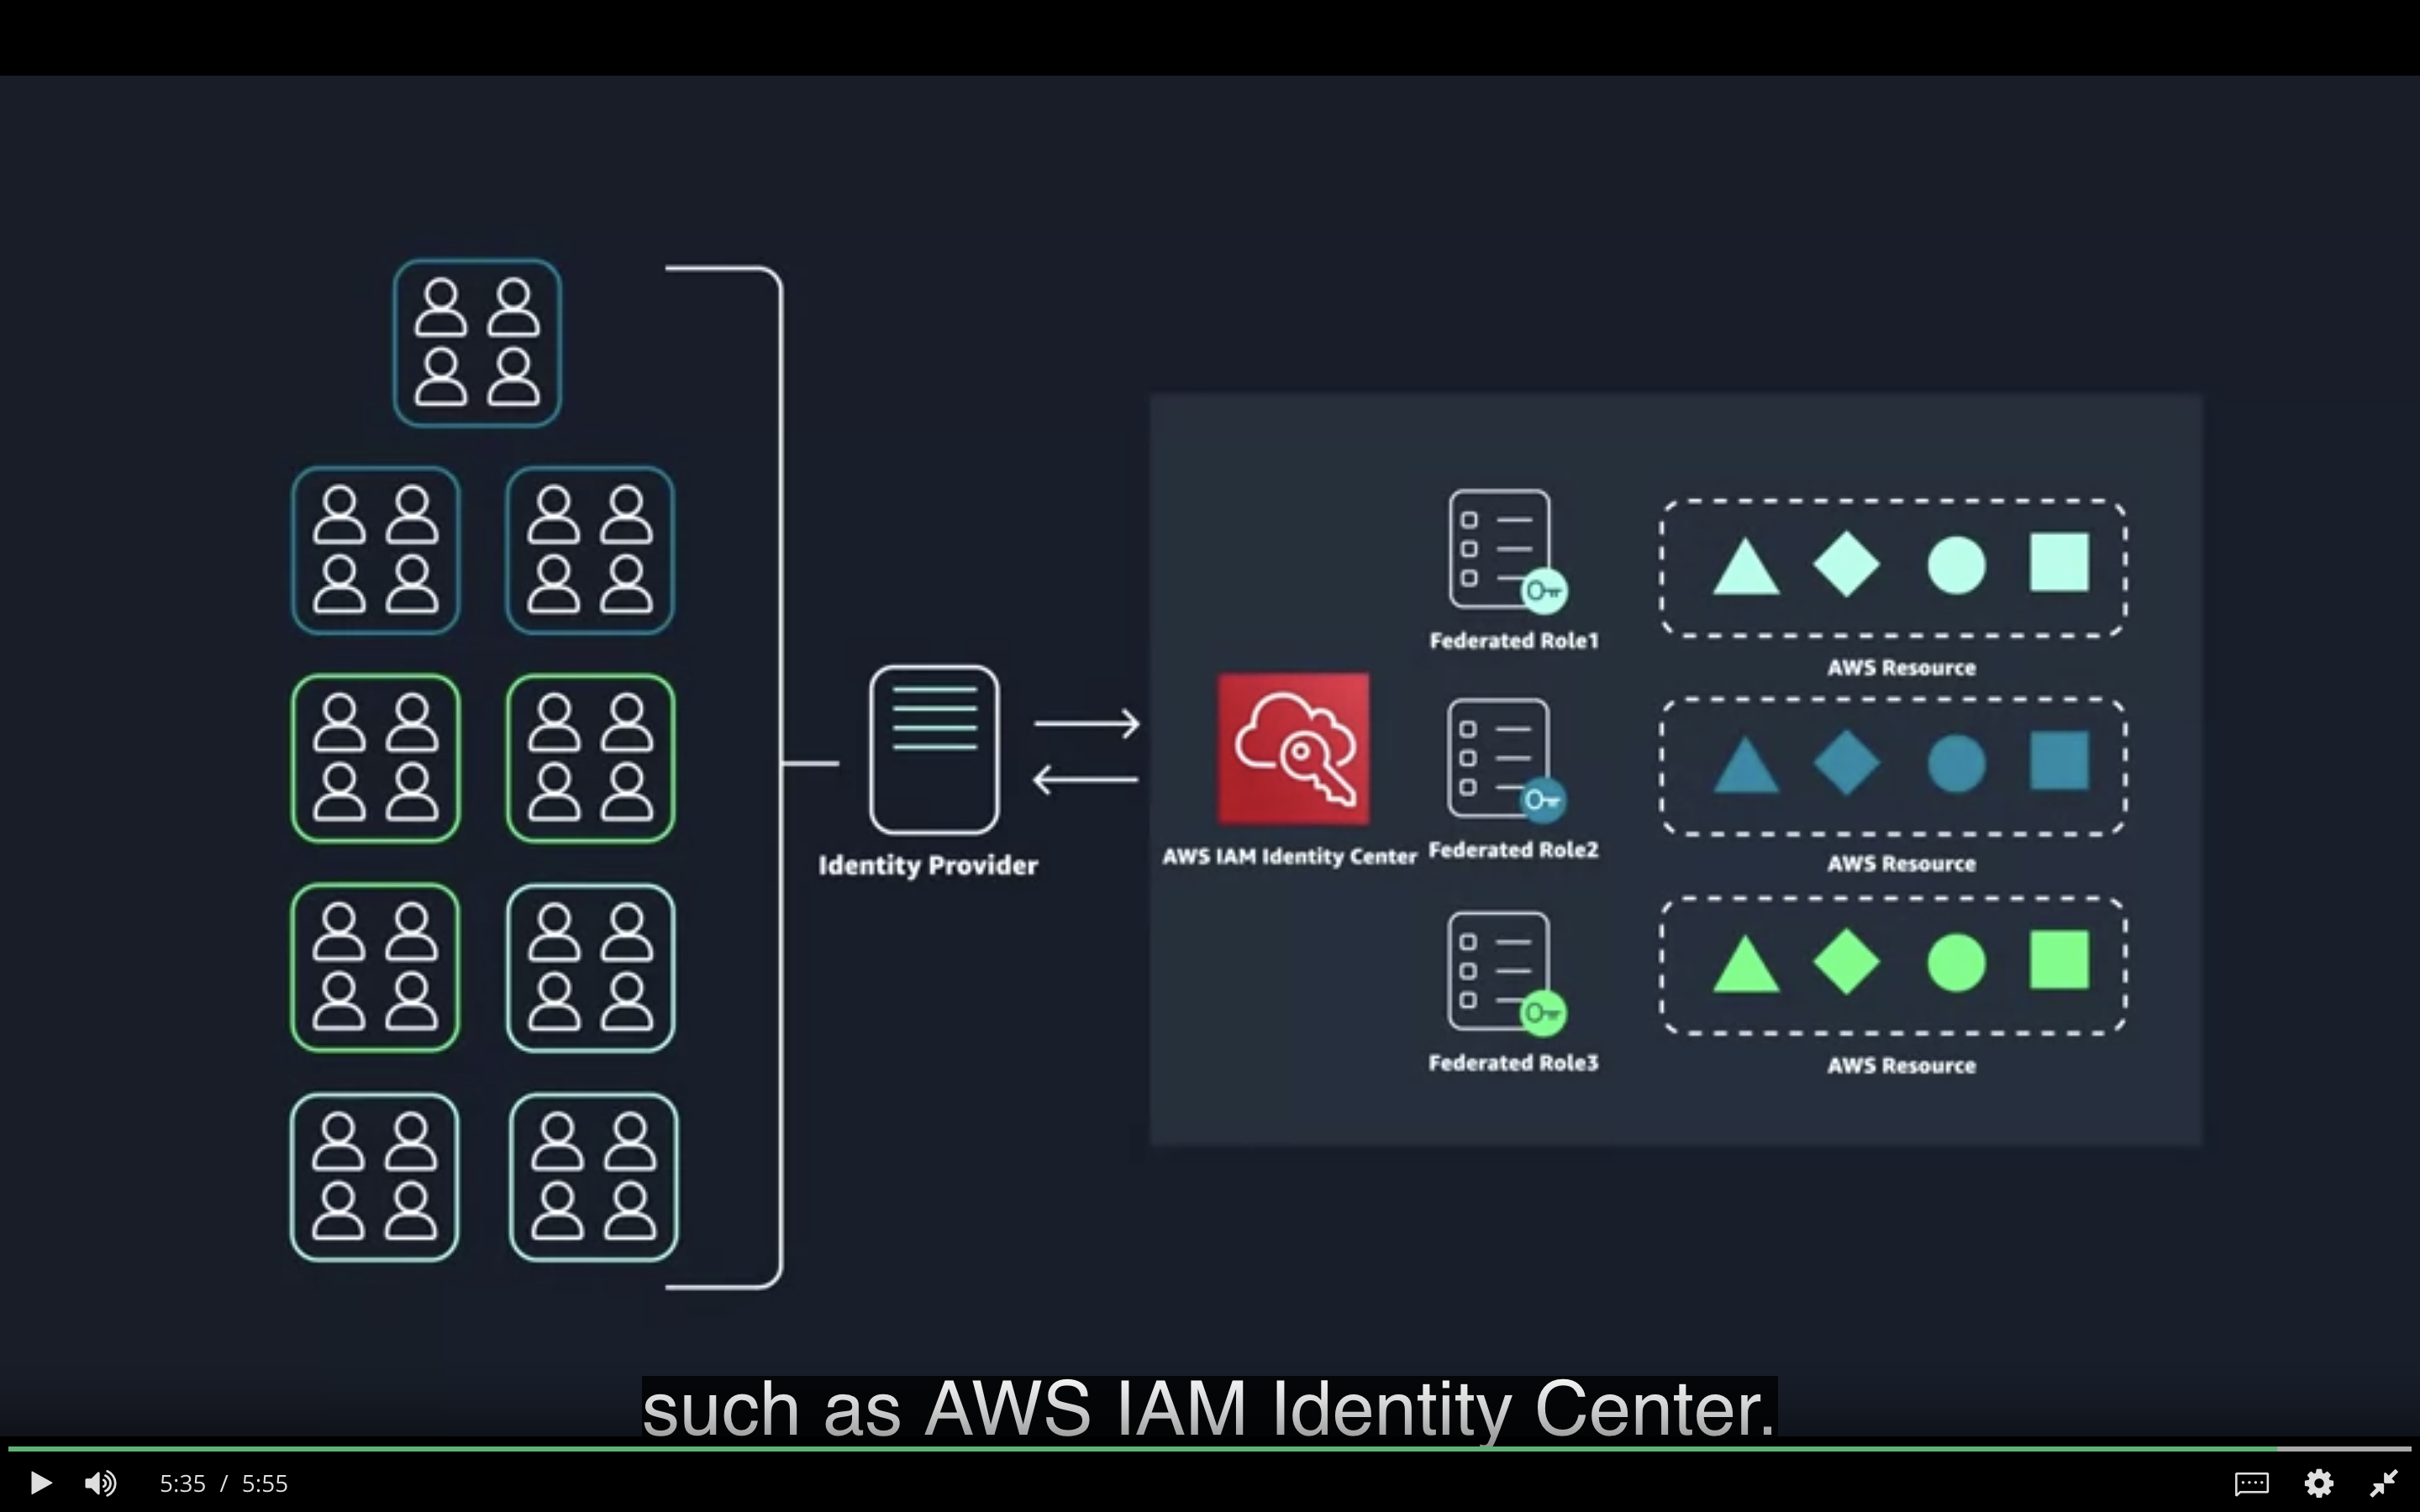 Federated Role1
AWS Resource
Identity Provider
AWS IAM Identity Center
Federated Role2
AWS Resource
Federated Role3
AWS Resource
such as AWS IAM Identity Center.
5:35 / 5:55